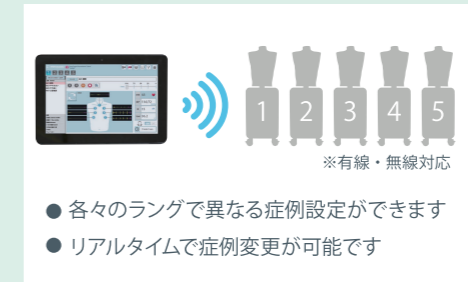 1 2 3 4 5
※有線・無線対応
● 各々のラングで異なる症例設定ができます
● リアルタイムで症例変更が可能です